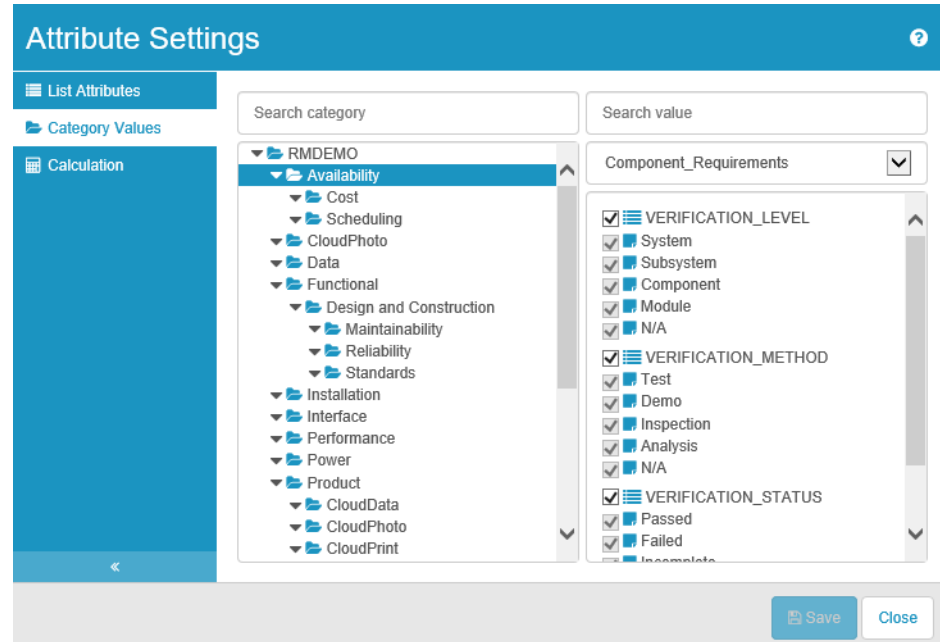 Attribute Settings
?
List Attributes
Category Values
Calculation
«
Search category
RMDEMO
Availability
Cost
Scheduling
CloudPhoto
Data
Functional
Design and Construction
Maintainability
Reliability
Standards
Installation
Interface
Performance
Power
Product
CloudData
CloudPhoto
CloudPrint
Search value
Component_Requirements
VERIFICATION_LEVEL
System
Subsystem
Component
Module
N/A
VERIFICATION_METHOD
Test
Demo
Inspection
Analysis
N/A
VERIFICATION_STATUS
Passed
Failed
Incomplete
Save
Close